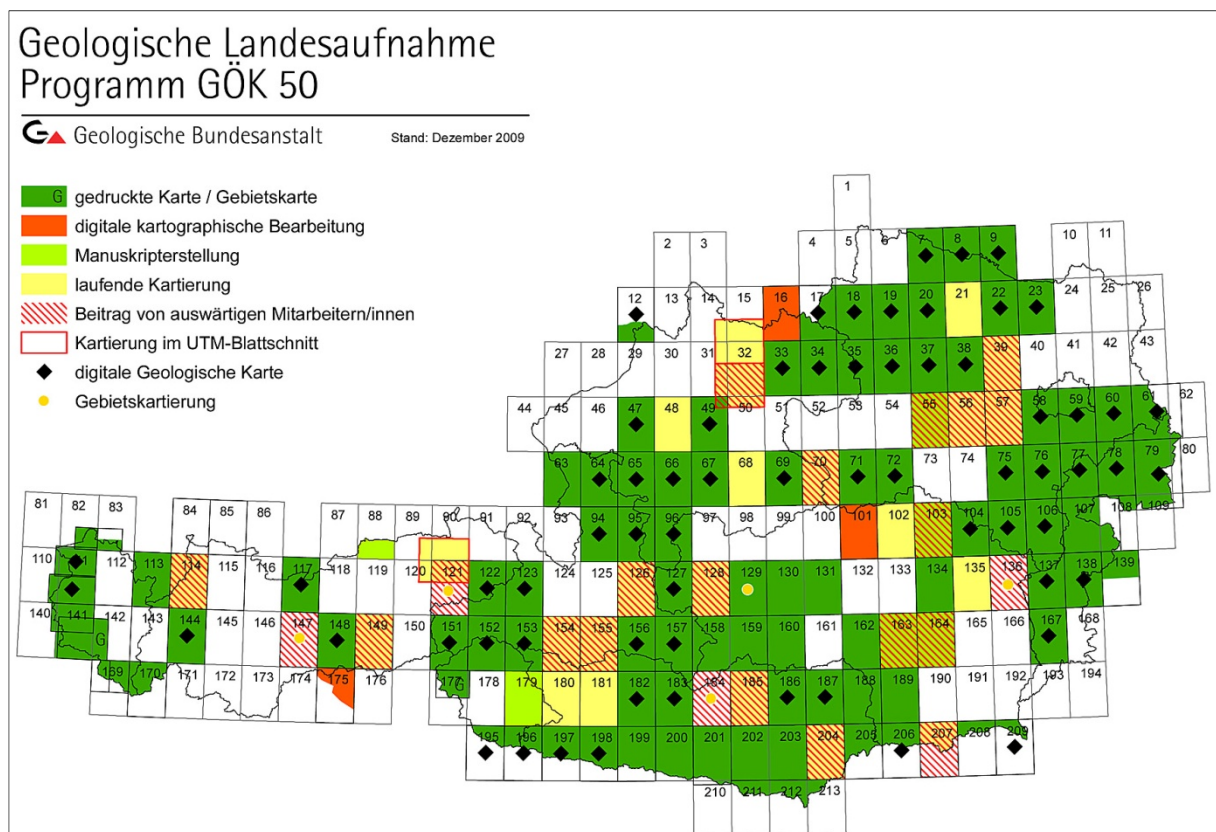 Geologische Landesaufnahme
Programm GÖK 50
Geologische Bundesanstalt Stand: Dezember 2009
G gedruckte Karte / Gebietskarte
digitale kartographische Bearbeitung
Manuskripterstellung
laufende Kartierung
Beitrag von auswärtigen Mitarbeitern/innen
Kartierung im UTM-Blattschnitt
digitale Geologische Karte
Gebietskartierung
1
2 3 4 5 6 7 8 9 10 11
12 13 14 15 16 17 18 19 20 21 22 23 24 25 26
27 28 29 30 31 32 33 34 35 36 37 38 39 40 41 42 43
44 45 46 47 48 49 50 51 52 53 54 55 56 57 58 59 60 61 62
63 64 65 66 67 68 69 70 71 72 73 74 75 76 77 78 79 80
81 82 83 84 85 86 87 88 89 90 91 92 93 94 95 96 97 98 99 100 101 102 103 104 105 106 107 108 109
110 111 112 113 114 115 116 117 118 119 120 121 122 123 124 125 126 127 128 129 130 131 132 133 134 135 136 137 138 139
140 141 142 143 144 145 146 147 148 149 150 151 152 153 154 155 156 157 158 159 160 161 162 163 164 165 166 167 168
G
169 170 171 172 173 174 175 176 177 178 179 180 181 182 183 184 185 186 187 188 189 190 191 192 193 194
G
195 196 197 198 199 200 201 202 203 204 205 206 207 208 209
210 211 212 213